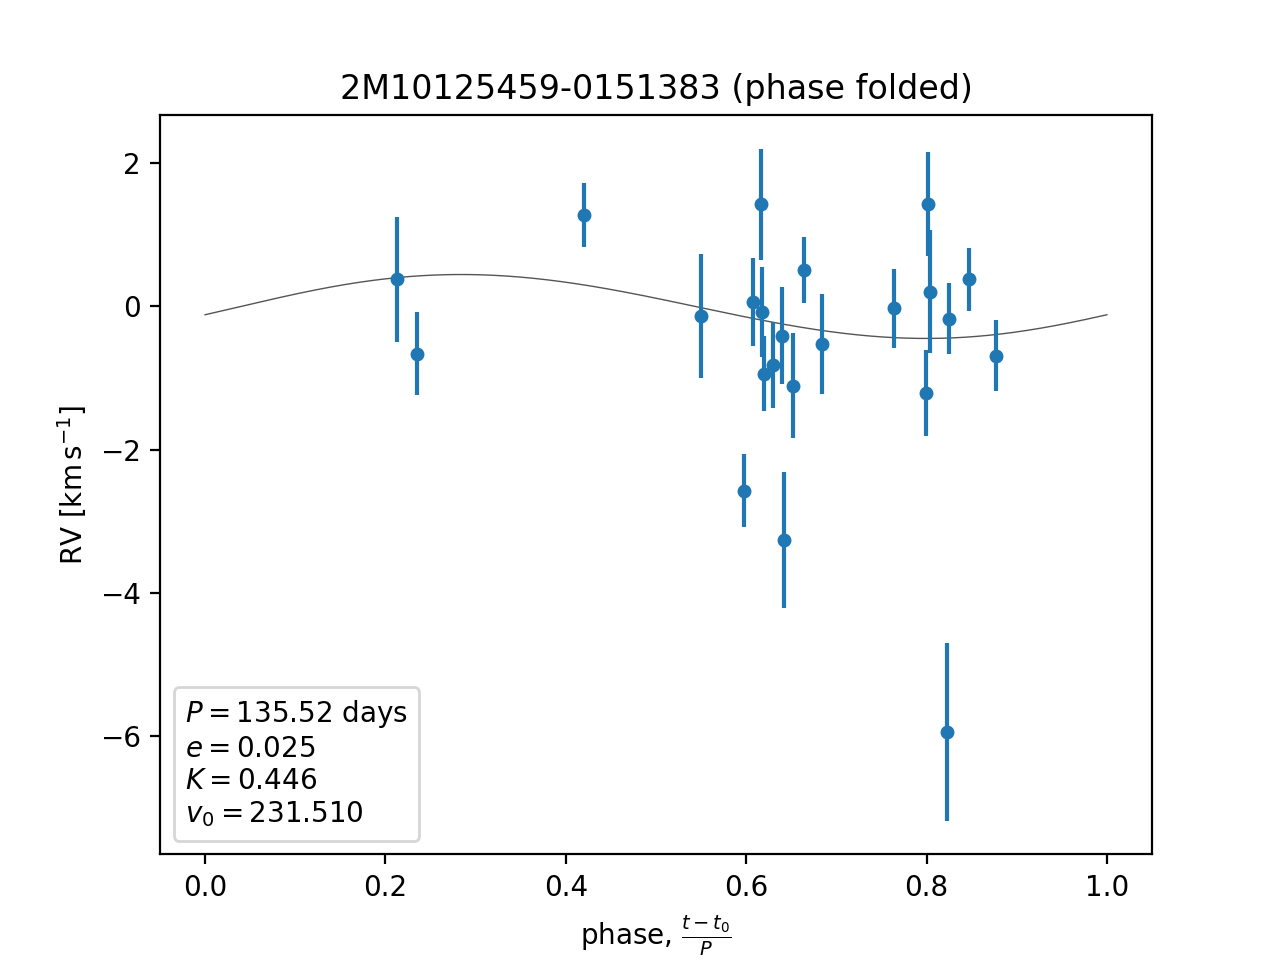 2M10125459-0151383 (phase folded)
RV [km s⁻¹]
2
0
−2
−4
−6
P = 135.52 days
e = 0.025
K = 0.446
v₀ = 231.510
0.0 0.2 0.4 0.6 0.8 1.0
phase, (t − t₀)/P